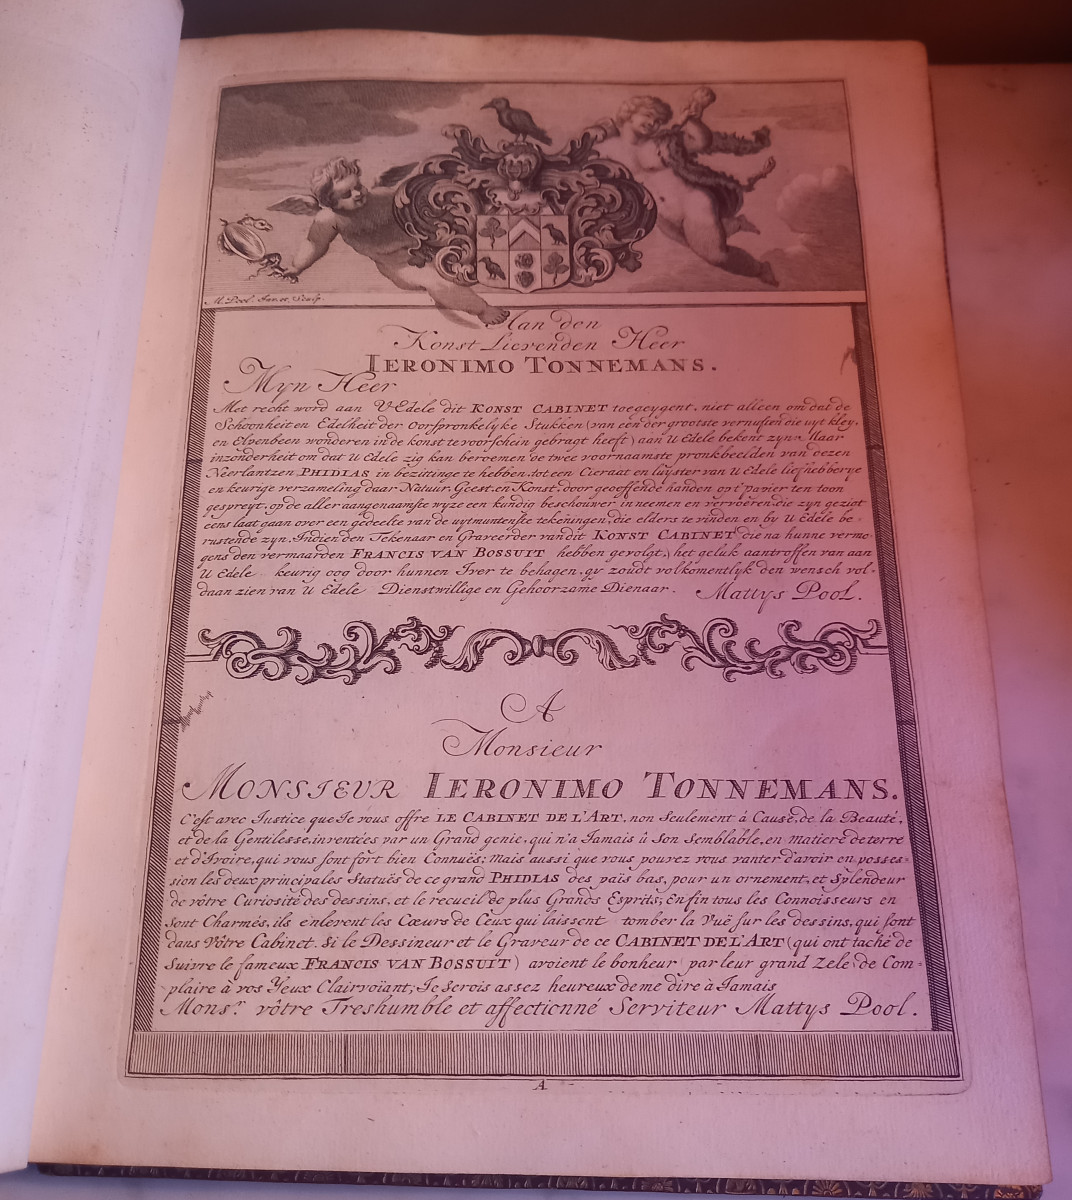 M. Pool. Inv. et. Sculp.
Aan den
Konst Lievenden Heer
IERONIMO TONNEMANS.
Myn Heer
Met recht word aan U Edele dit KONST CABINET toegeygent, niet alleen om dat de
Schoonheit en Edelheit der Oorspronkelyke Stukken (van een der grootste vernuften die uyt kley,
en Elpenbeen wonderen in de konst te voorschein gebragt heeft) aan U Edele bekent zyn: Maar
inzonderheit om dat U Edele zig kan beroemen de twee voornaamste pronkbeelden van dezen
Neerlantzen PHIDIAS in bezittinge te hebben, tot een Cieraat en luyster van U Edele liefhebberye
en keurige verzameling daar Natuur, Geest, en Konst, door geoeffende handen op 't papier ten toon
gespreyt, op de aller aangenaamste wyze een kundig beschouwer in neemen en vervoeren, die zyn gezigt
eens laat gaan over een gedeelte van de uytmuntenste tekeningen, die elders te vinden en by U Edele be-
rustende zyn. Indien den Tekenaar en Graveerder van dit KONST CABINET die na hunne verme-
gens den vermaarden FRANCIS VAN BOSSUIT hebben gevolgt,) het geluk aantroffen van aan
U Edele keurig oog door hunnen Iver te behagen, gy zoudt volkomentlyk den wensch vol-
daan zien van U Edele Dienstwillige en Gehoorzame Dienaar. Mattys Pool.
A
Monsieur
MONSIEUR IERONIMO TONNEMANS.
C'est avec Justice que Je vous offre LE CABINET DE L'ART, non seulement á Cause, de la Beauté,
et de la Gentilesse, inventées par un Grand genie, qui n'a Jamais û Son Semblable, en matiere de terre
et d'Ivoire, qui vous sont fort bien Connuës; mais aussi que vous pouvez vous vanter d'avoir en posses-
sion les deux principales Statuës de ce grand PHIDIAS des païs bas, pour un ornement, et Splendeur
de vôtre Curiosité des dessins, et le recueil de plus Grands Esprits; Enfin tous les Connoisseurs en
Sont Charmés, ils enlevent les Cœurs de Ceux qui laissent tomber la Vuë sur les dessins, qui sont
dans Vôtre Cabinet. Si le Dessineur et le Graveur de ce CABINET DE L'ART (qui ont taché de
Suivre le fameux FRANCIS VAN BOSSUIT) avoient le bonheur par leur grand Zele de Com-
plaire à vos Yeux Clairvoïant; Je serois assez heureux de me dire à Jamais
Monsr. vôtre Treshumble et affectionné Serviteur Mattys Pool.
A